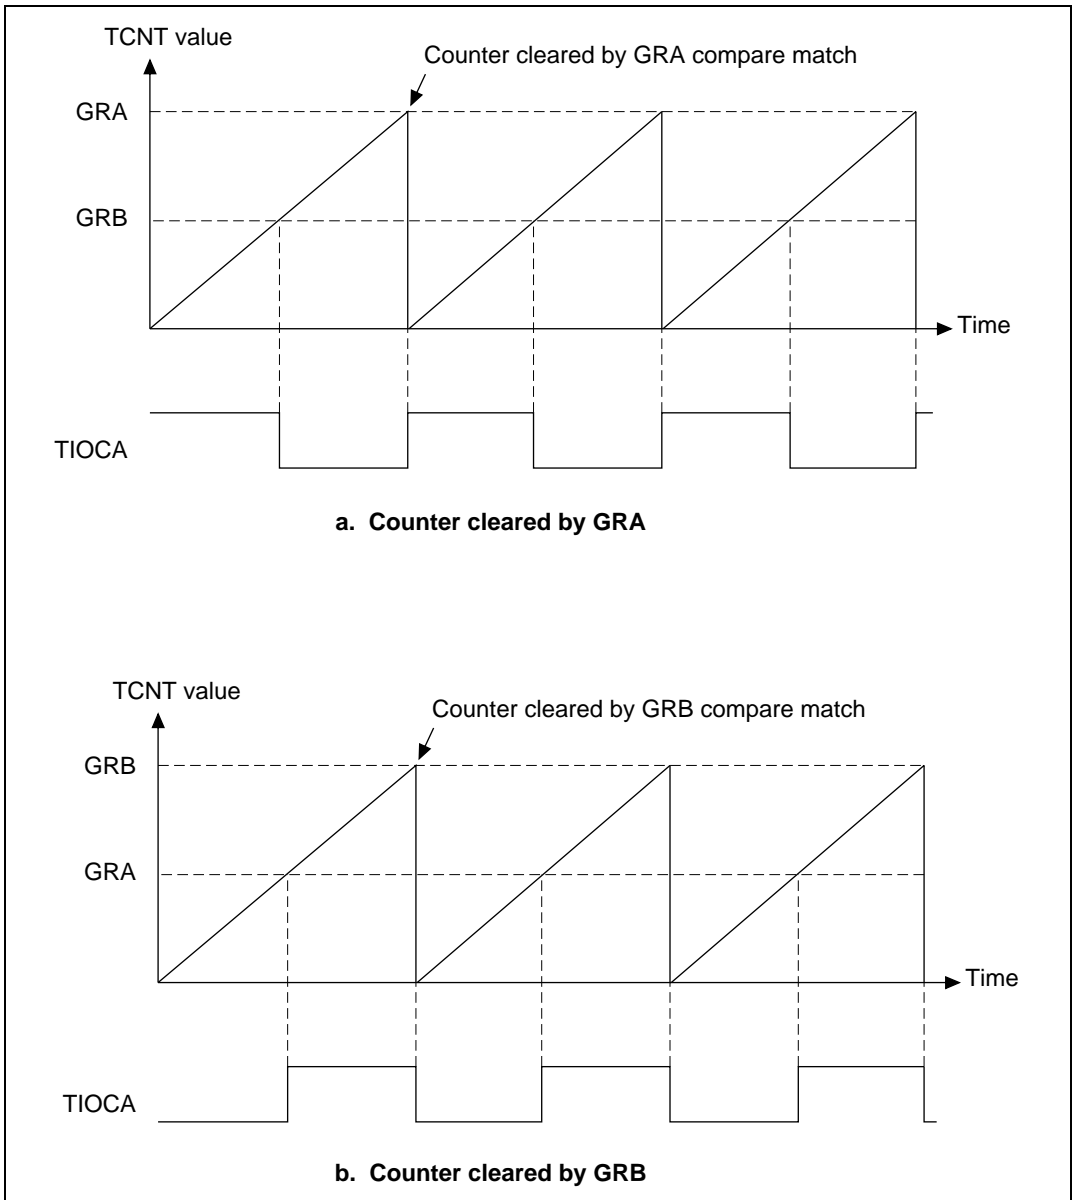 TCNT value
Counter cleared by GRA compare match
GRA
GRB
Time
TIOCA
a. Counter cleared by GRA
TCNT value
Counter cleared by GRB compare match
GRB
GRA
Time
TIOCA
b. Counter cleared by GRB